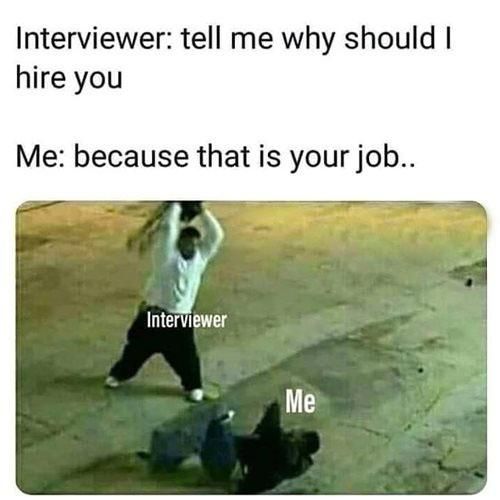 Interviewer: tell me why should I
hire you
Me: because that is your job..
Interviewer
Me